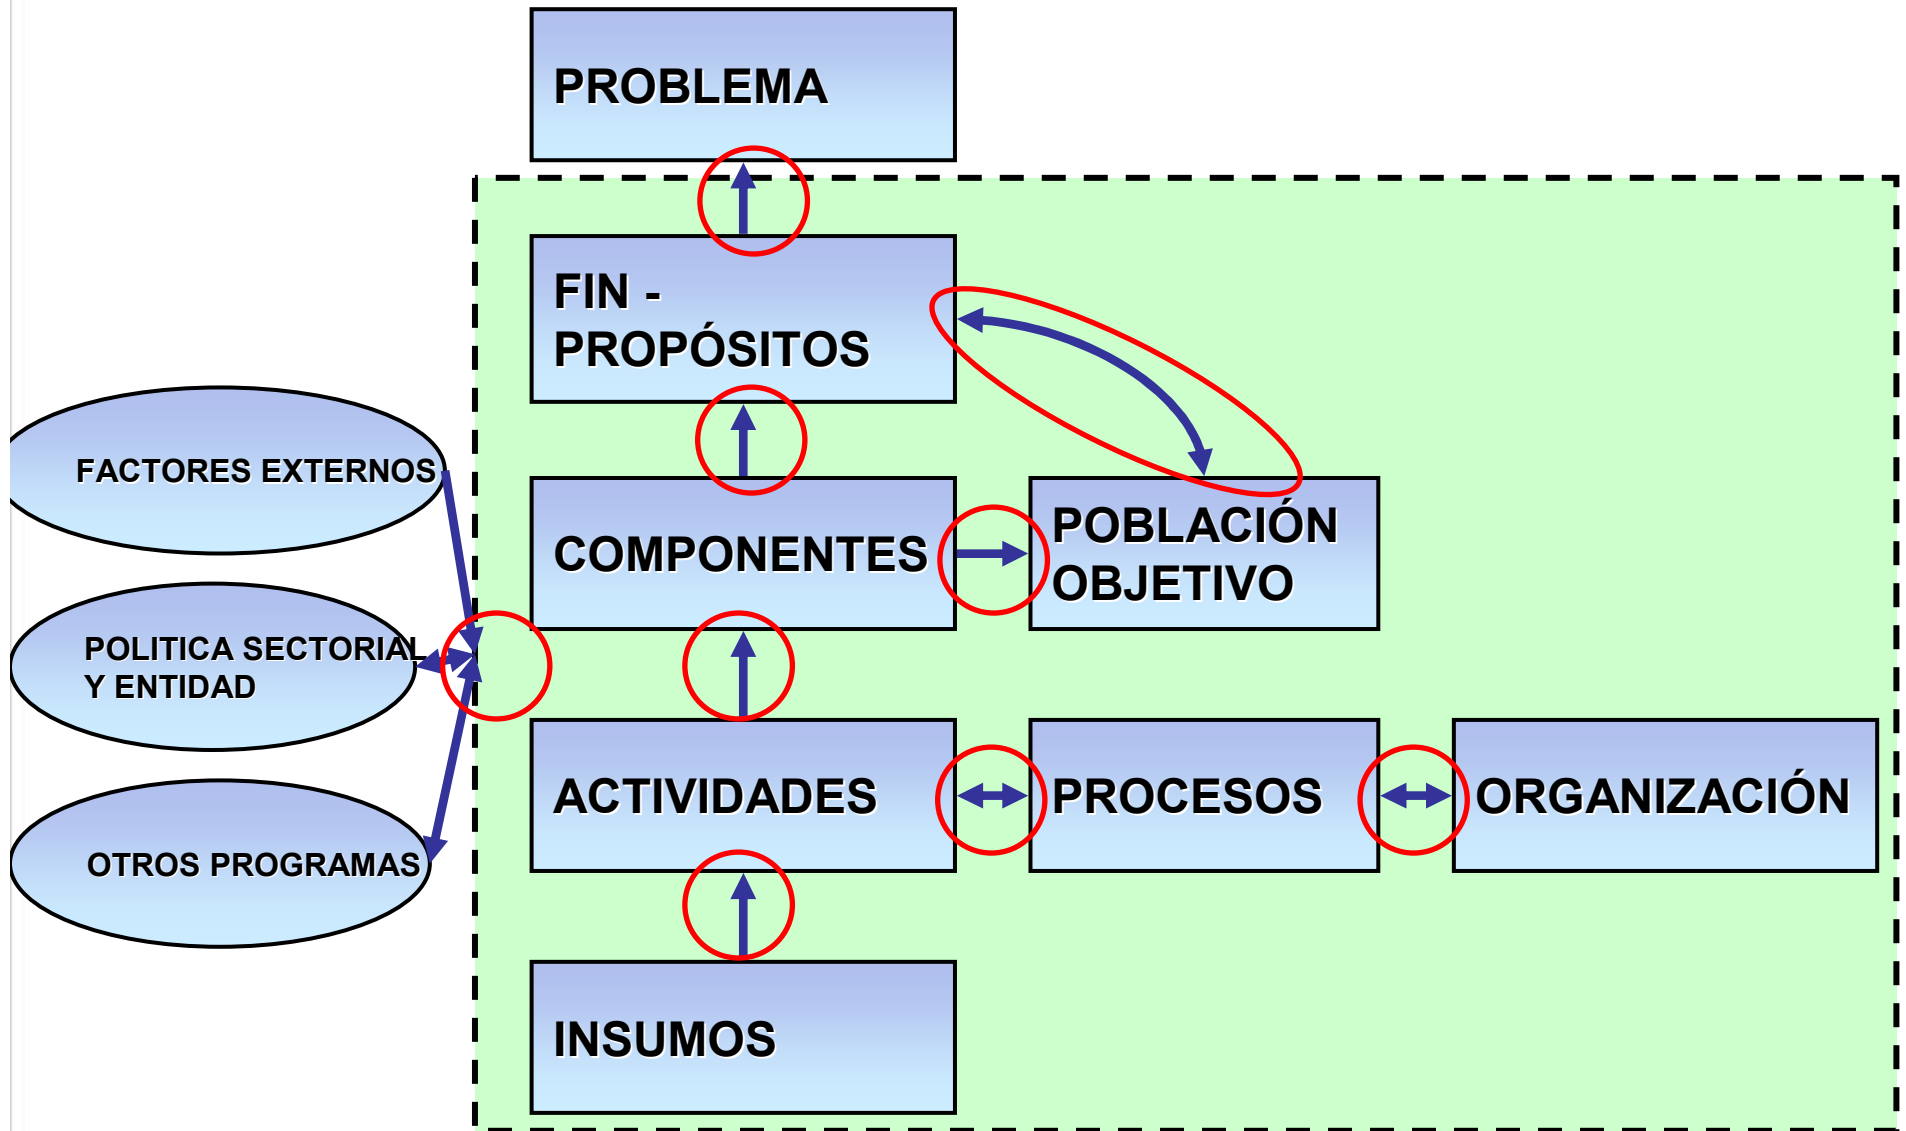 PROBLEMA
FIN -
PROPÓSITOS
FACTORES EXTERNOS
COMPONENTES
POBLACIÓN
OBJETIVO
POLITICA SECTORIAL
Y ENTIDAD
ACTIVIDADES
PROCESOS
ORGANIZACIÓN
OTROS PROGRAMAS
INSUMOS